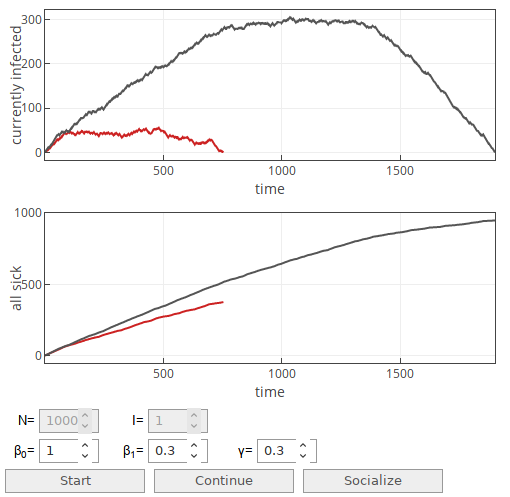 currently infected
300
200
100
0
500 1000 1500
time
all sick
1000
500
0
500 1000 1500
time
N= 1000 I= 1
β0= 1 β1= 0.3 γ= 0.3
Start Continue Socialize